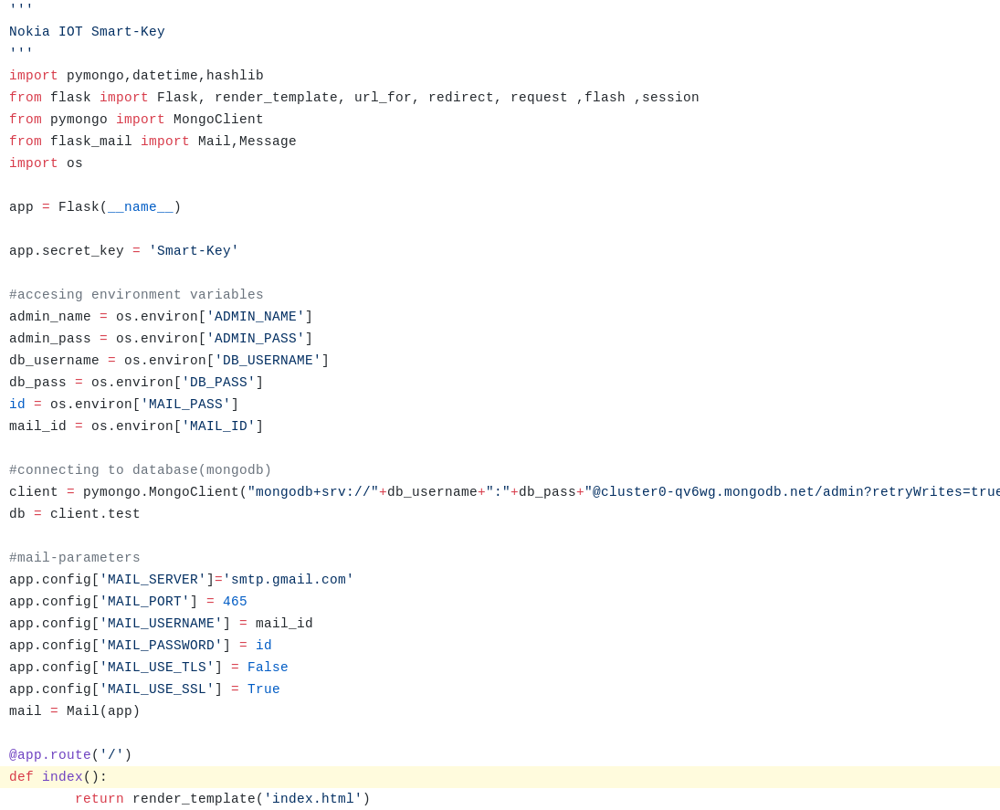 '''
Nokia IOT Smart-Key
'''
import pymongo,datetime,hashlib
from flask import Flask, render_template, url_for, redirect, request ,flash ,session
from pymongo import MongoClient
from flask_mail import Mail,Message
import os

app = Flask(__name__)

app.secret_key = 'Smart-Key'

#accesing environment variables
admin_name = os.environ['ADMIN_NAME']
admin_pass = os.environ['ADMIN_PASS']
db_username = os.environ['DB_USERNAME']
db_pass = os.environ['DB_PASS']
id = os.environ['MAIL_PASS']
mail_id = os.environ['MAIL_ID']

#connecting to database(mongodb)
client = pymongo.MongoClient("mongodb+srv://"+db_username+":"+db_pass+"@cluster0-qv6wg.mongodb.net/admin?retryWrites=true
db = client.test

#mail-parameters
app.config['MAIL_SERVER']='smtp.gmail.com'
app.config['MAIL_PORT'] = 465
app.config['MAIL_USERNAME'] = mail_id
app.config['MAIL_PASSWORD'] = id
app.config['MAIL_USE_TLS'] = False
app.config['MAIL_USE_SSL'] = True
mail = Mail(app)

@app.route('/')
def index():
        return render_template('index.html')